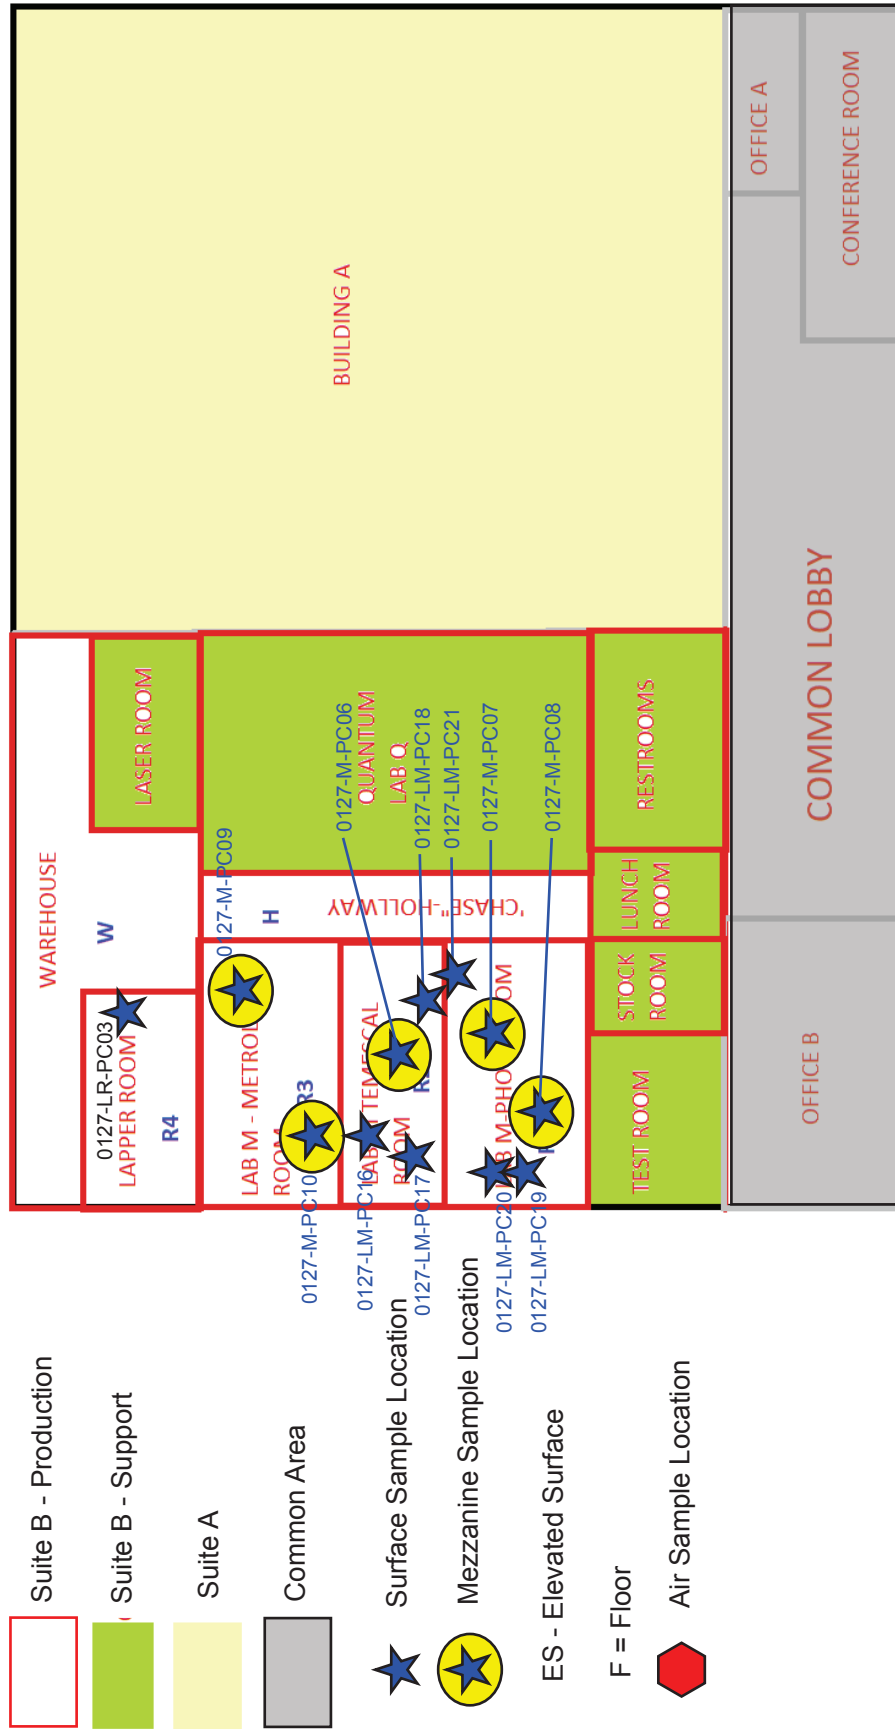 WAREHOUSE
W
LASER ROOM
0127-LR-PC03
LAPPER ROOM
R4
0127-M-PC09
H
"CHASE"-HOLLWAY
LAB M - METROL
ROOM
R3
0127-M-PC10
QUANTUM
LAB Q
0127-M-PC06
0127-LM-PC18
0127-LM-PC21
0127-M-PC07
0127-M-PC08
TEMESCAL
ROOM
0127-LM-PC16
0127-LM-PC17
M-PHO
OM
0127-LM-PC20
0127-LM-PC19
BUILDING A
TEST ROOM
STOCK
ROOM
LUNCH
ROOM
RESTROOMS
OFFICE B
COMMON LOBBY
OFFICE A
CONFERENCE ROOM
Suite B - Production
Suite B - Support
Suite A
Common Area
Surface Sample Location
Mezzanine Sample Location
ES - Elevated Surface
F = Floor
Air Sample Location